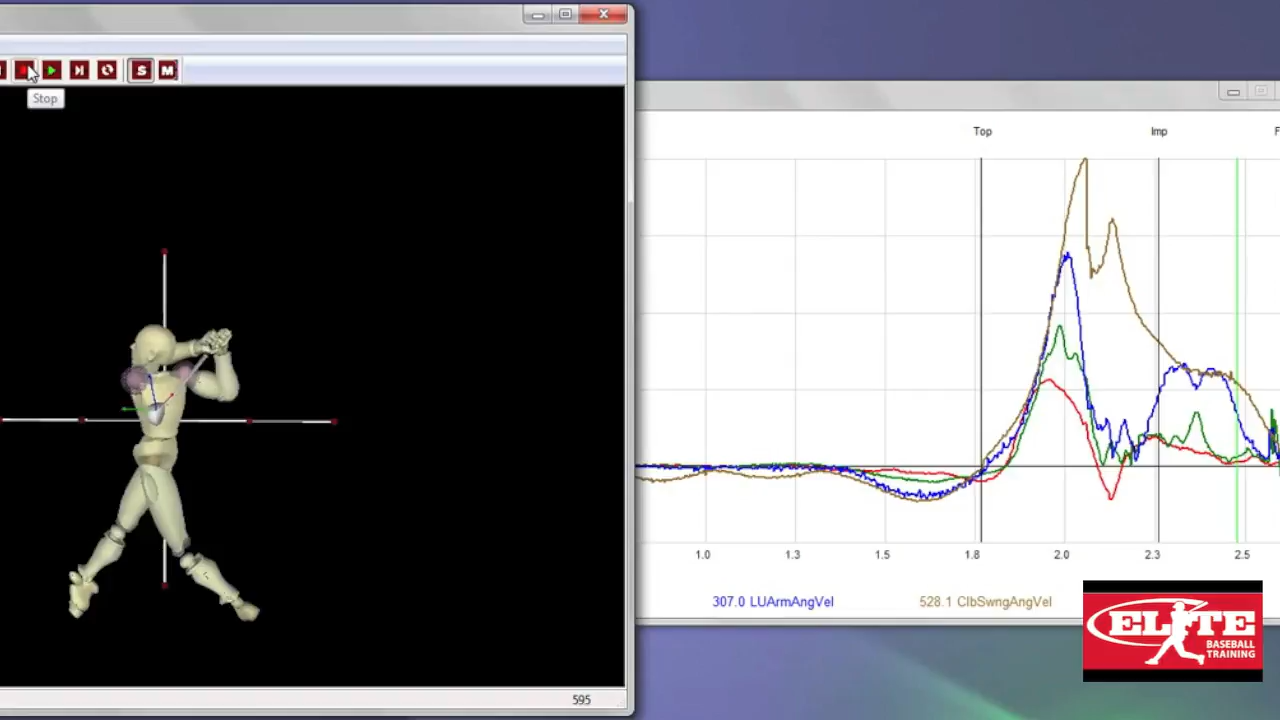 S M
Stop
595
Top
Imp
F
1.0
1.3
1.5
1.8
2.0
2.3
2.5
307.0 LUArmAngVel
528.1 ClbSwngAngVel
ELITE
BASEBALL
TRAINING